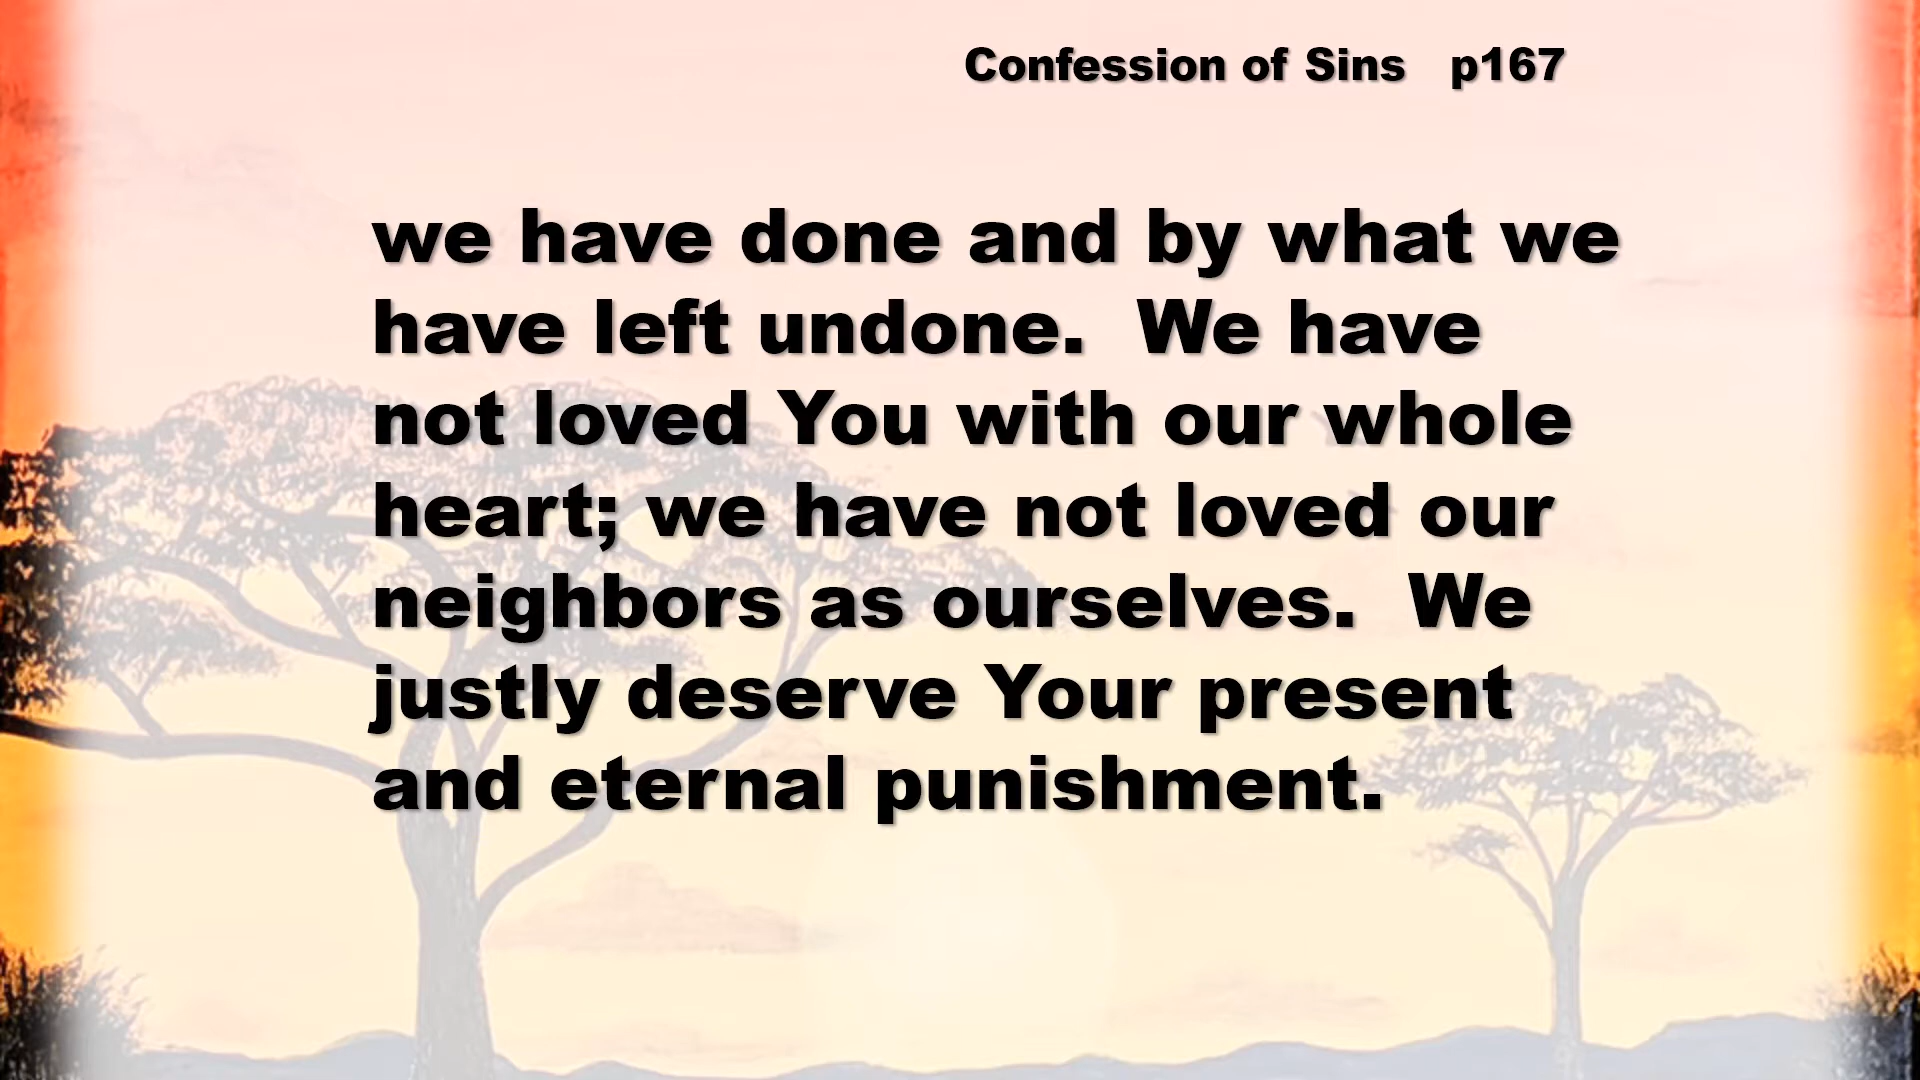 Confession of Sins   p167
we have done and by what we
have left undone.  We have
not loved You with our whole
heart; we have not loved our
neighbors as ourselves.  We
justly deserve Your present
and eternal punishment.